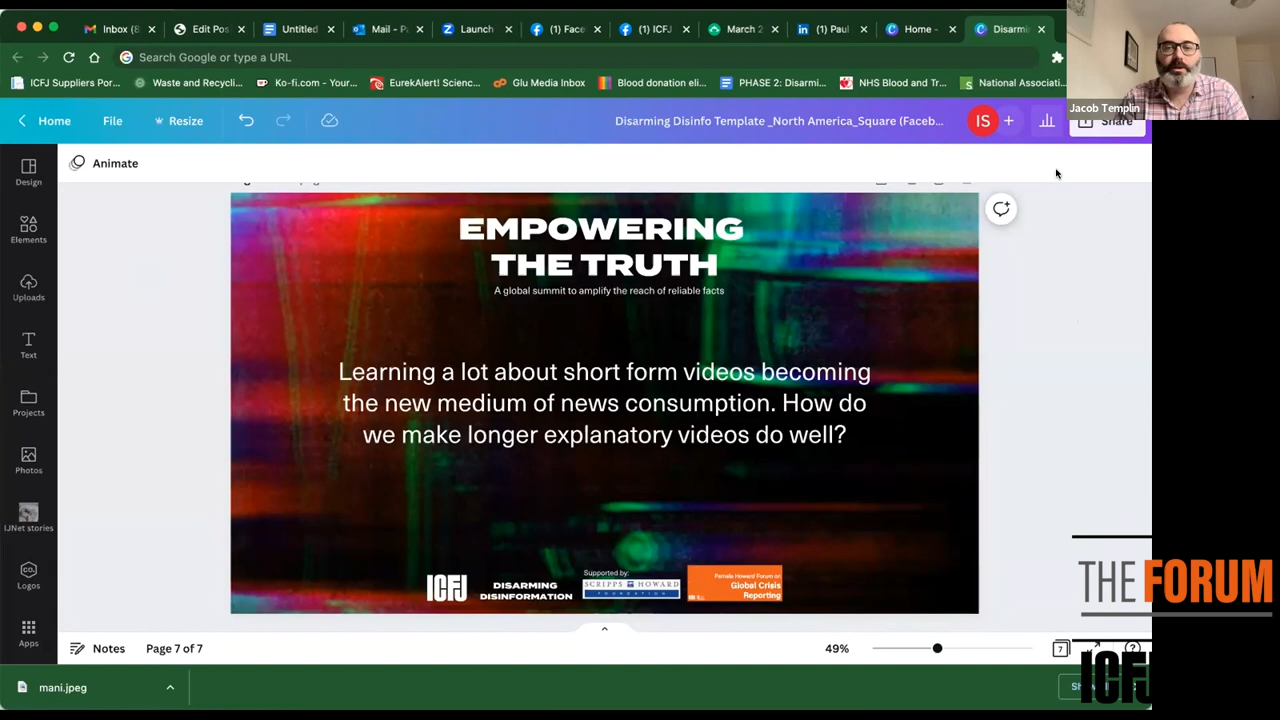 Inbox (8
Edit Pos
Untitled
Mail - P
Launch
(1) Face
(1) ICFJ
March 2
(1) Paul
Home -
Disarmi
Search Google or type a URL
ICFJ Suppliers Por...
Waste and Recycli...
Ko-fi.com - Your...
EurekAlert! Scienc...
Glu Media Inbox
Blood donation eli...
PHASE 2: Disarmi...
NHS Blood and Tr...
National Associati...
Jacob Templin
Home
File
Resize
Disarming Disinfo Template _North America_Square (Faceb...
IS
Share
Animate
Design
Elements
Uploads
Text
Projects
Photos
IJNet stories
Logos
Apps
EMPOWERING
THE TRUTH
A global summit to amplify the reach of reliable facts
Learning a lot about short form videos becoming
the new medium of news consumption. How do
we make longer explanatory videos do well?
ICFJ
DISARMING
DISINFORMATION
Supported by:
SCRIPPS HOWARD
FOUNDATION
Pamela Howard Forum on
Global Crisis
Reporting
THE FORUM
ICFJ
Notes
Page 7 of 7
49%
7
mani.jpeg